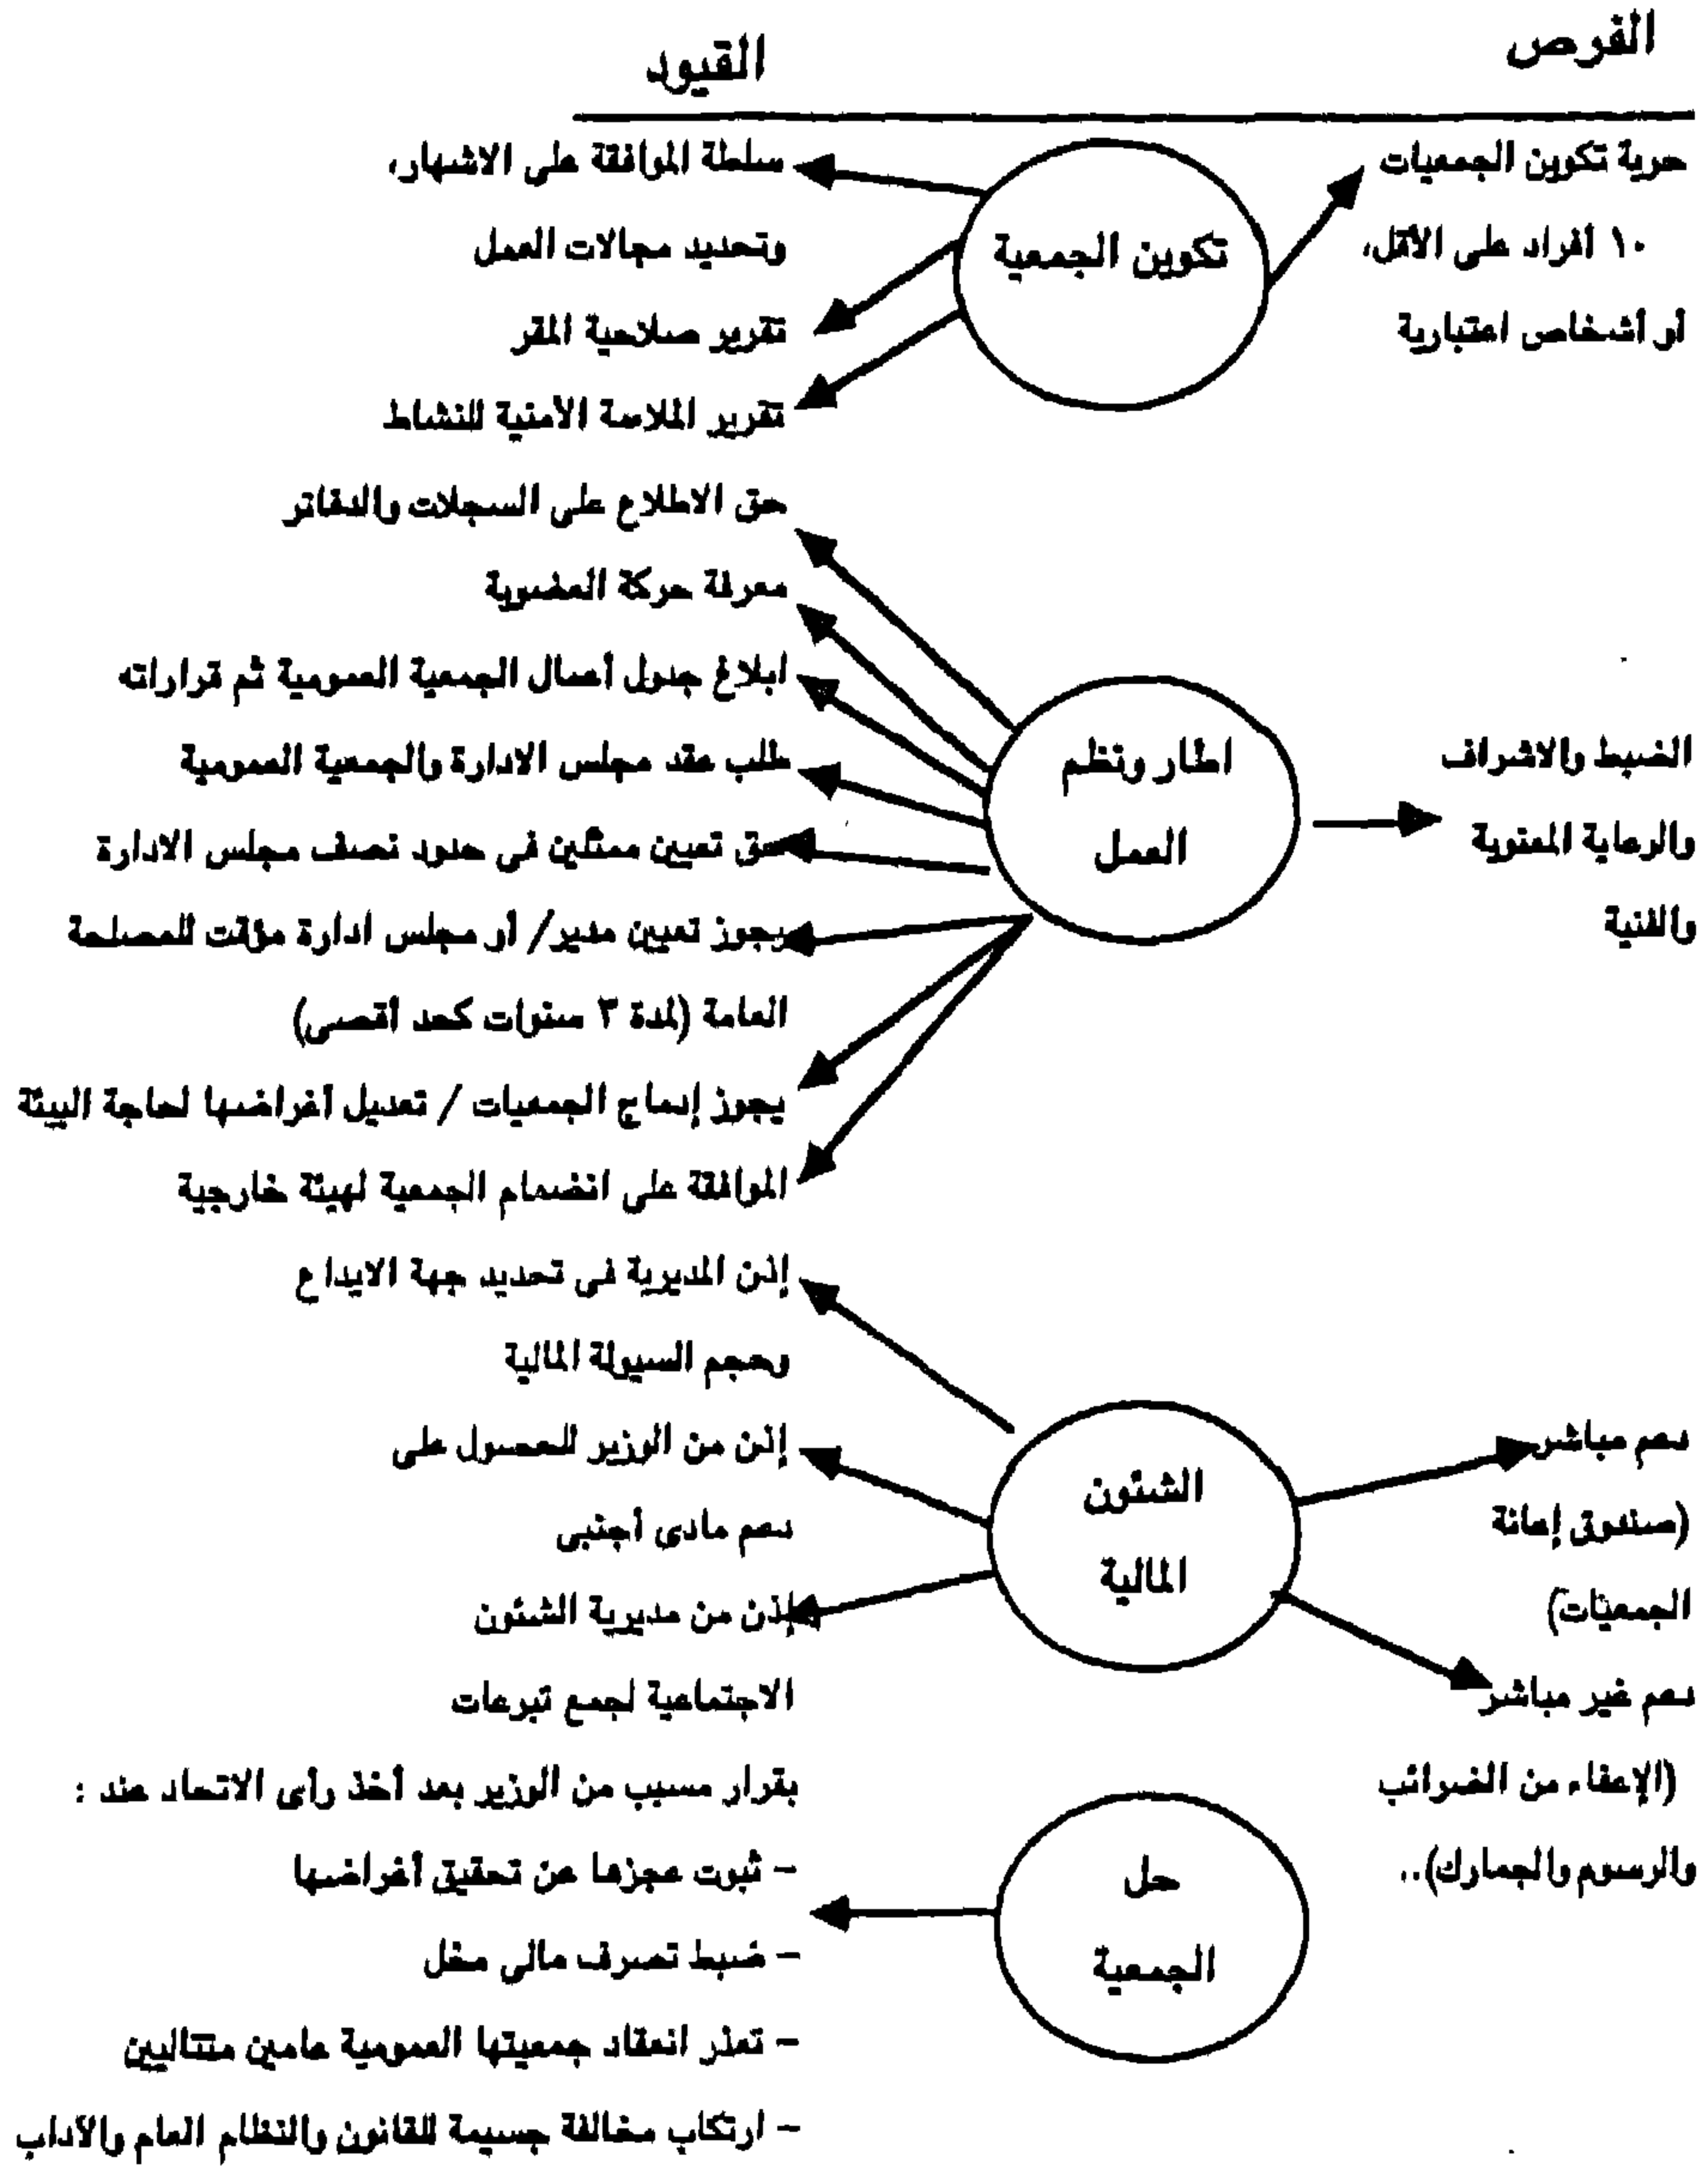 الفرص
القيود
حرية تكوين الجمعيات
١٠ أفراد على الأقل،
أو أشخاص اعتبارية
تكوين الجمعية
سلطة الموافقة على الاشهار،
وتحديد مجالات العمل
تقرير صلاحية المقر
تقرير الملاءمة الأمنية للنشاط
الضبط والاشراف
والرعاية المعنوية
والفنية
اطار ونظم
العمل
حق الاطلاع على السجلات والدفاتر
معرفة حركة العضوية
ابلاغ جدول أعمال الجمعية العمومية ثم قراراته
طلب عقد مجلس الادارة والجمعية العمومية
حق تعيين ممثلين فى حدود نصف مجلس الادارة
يجوز تعيين مدير/ أو مجلس ادارة مؤقت للمصلحة
العامة (لمدة ٣ سنوات كحد أقصى)
يجوز إدماج الجمعيات / تعديل أغراضها لحاجة البيئة
الموافقة على انضمام الجمعية لهيئة خارجية
دعم مباشر
(صندوق إعانة
الجمعيات)
دعم غير مباشر
(الإعفاء من الضرائب
والرسوم والجمارك)..
الشئون
المالية
إذن المديرية فى تحديد جهة الايداع
وحجم السيولة المالية
إذن من الوزير للحصول على
دعم مادى أجنبى
إذن من مديرية الشئون
الاجتماعية لجمع تبرعات
حل
الجمعية
بقرار مسبب من الوزير بعد أخذ رأى الاتحاد عند :
– ثبوت عجزها عن تحقيق أغراضها
– ضبط تصرف مالى مخل
– تعذر انعقاد جمعيتها العمومية عامين متتاليين
– ارتكاب مخالفة جسيمة للقانون والنظام العام والآداب